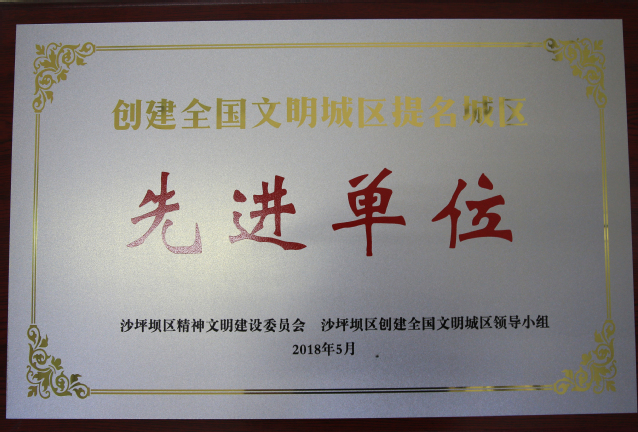 创建全国文明城区提名城区
先进单位
沙坪坝区精神文明建设委员会 沙坪坝区创建全国文明城区领导小组
2018年5月